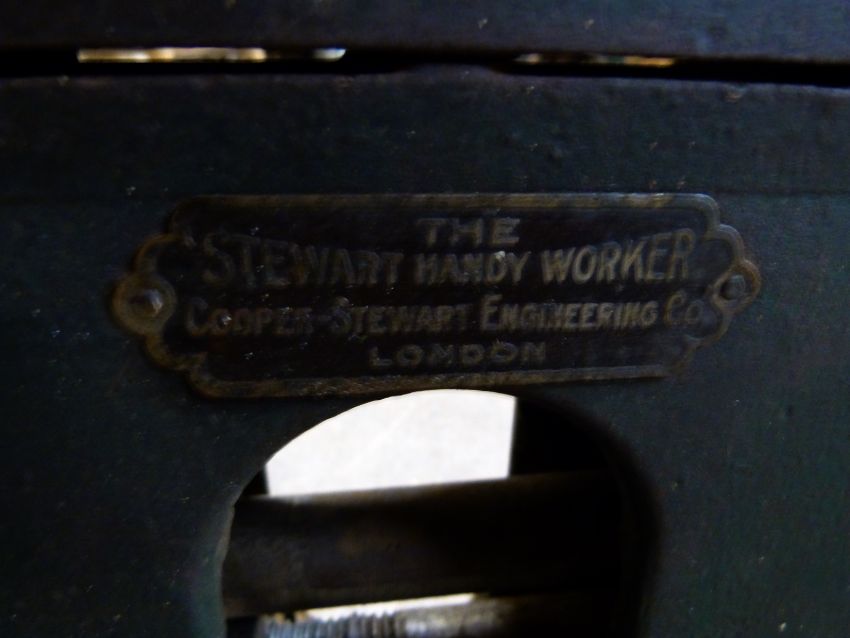 THE
STEWART HANDY WORKER.
COOPER-STEWART ENGINEERING CO.
LONDON